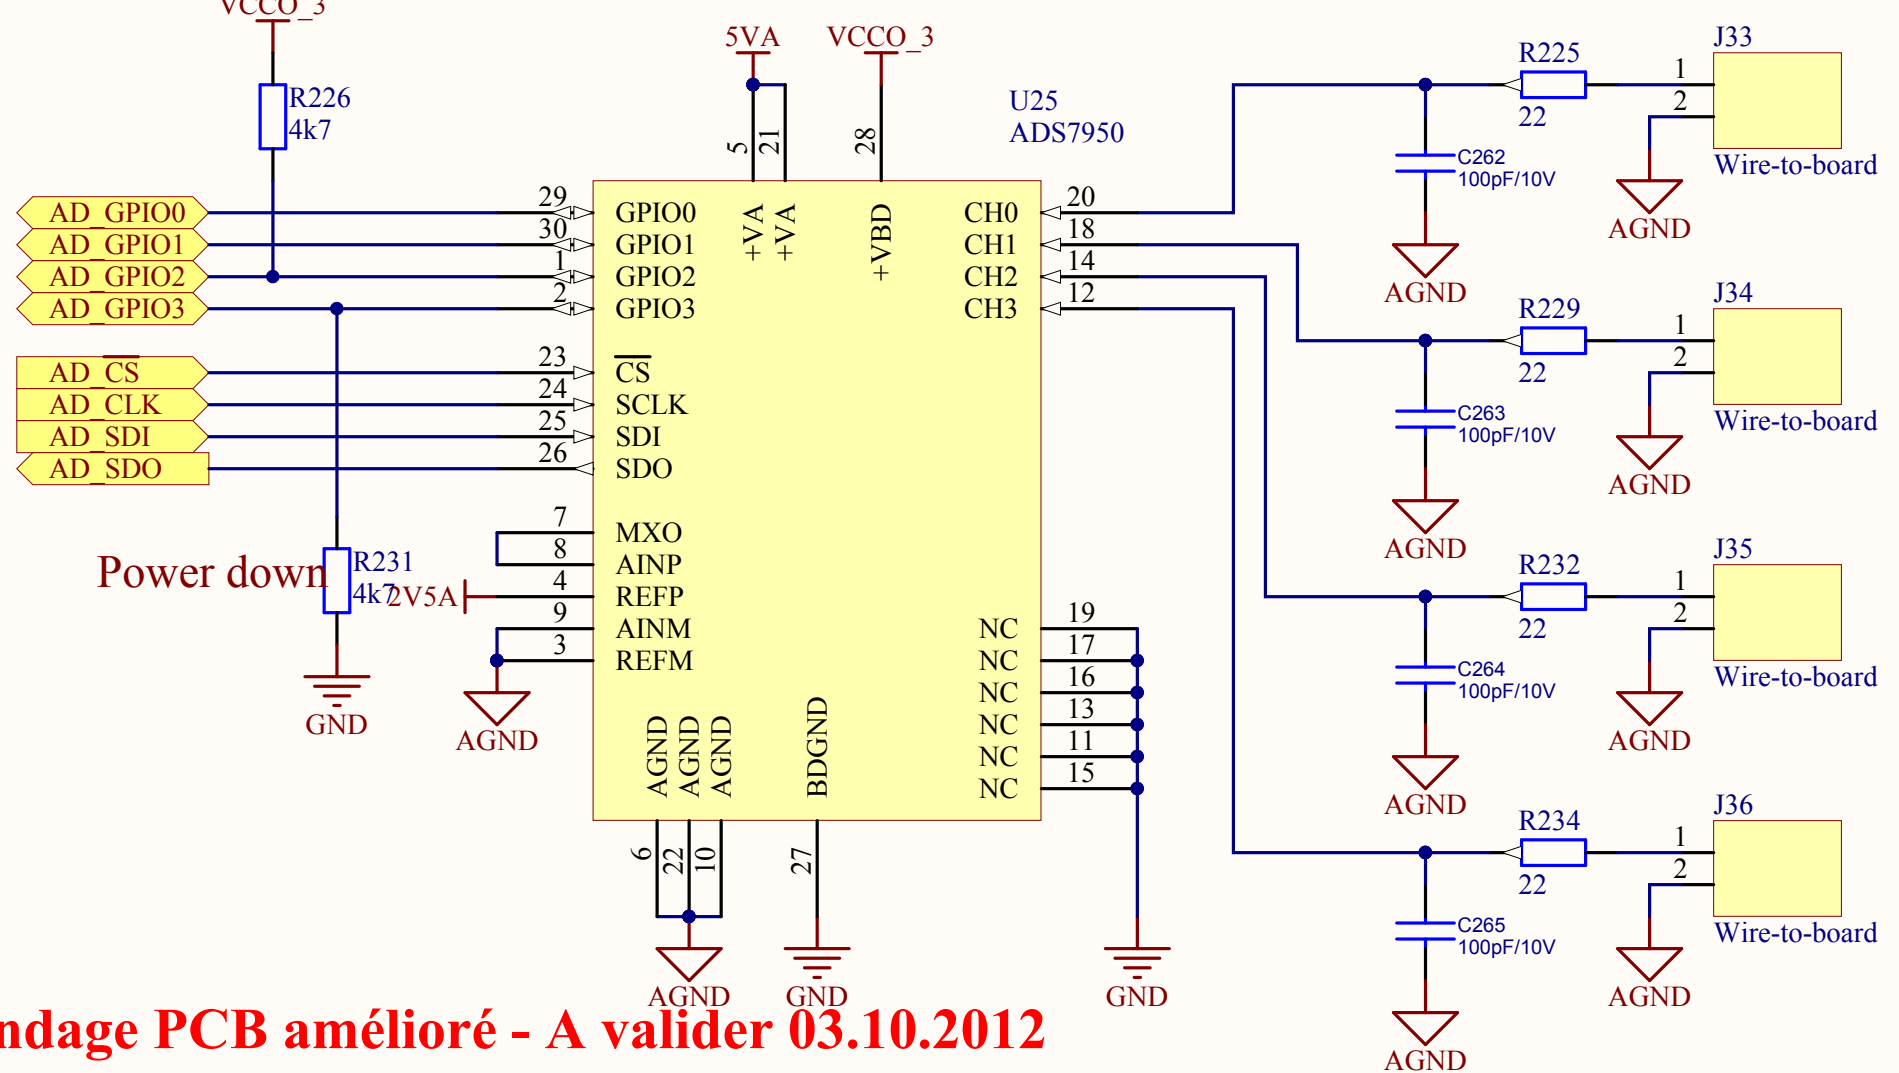 VCCO_3
R226
4k7
5VA
VCCO_3
U25
ADS7950
5
21
28
AD_GPIO0
AD_GPIO1
AD_GPIO2
AD_GPIO3
AD_CS
AD_CLK
AD_SDI
AD_SDO
29 GPIO0
30 GPIO1
1 GPIO2
2 GPIO3
23 CS
24 SCLK
25 SDI
26 SDO
7 MXO
8 AINP
4 REFP
9 AINM
3 REFM
+VA
+VA
+VBD
CH0 20
CH1 18
CH2 14
CH3 12
NC 19
NC 17
NC 16
NC 13
NC 11
NC 15
Power down
R231
4k7
2V5A
GND
AGND
AGND
AGND
AGND
BDGND
6
22
10
27
AGND
GND
GND
R225
22
C262
100pF/10V
AGND
J33
1
2
Wire-to-board
AGND
R229
22
C263
100pF/10V
AGND
J34
1
2
Wire-to-board
AGND
R232
22
C264
100pF/10V
AGND
J35
1
2
Wire-to-board
AGND
R234
22
C265
100pF/10V
AGND
J36
1
2
Wire-to-board
AGND
ndage PCB amélioré - A valider 03.10.2012